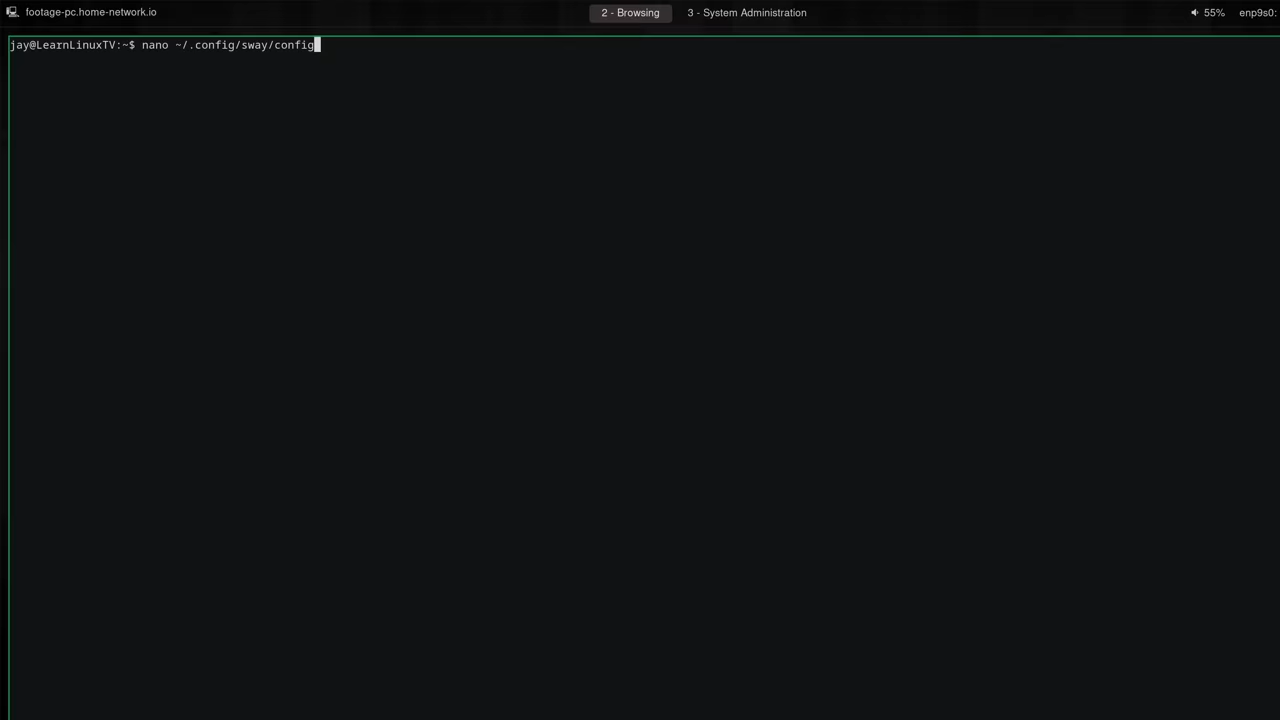 footage-pc.home-network.io
2 - Browsing
3 - System Administration
55%
enp9s0:
jay@LearnLinuxTV:~$ nano ~/.config/sway/config